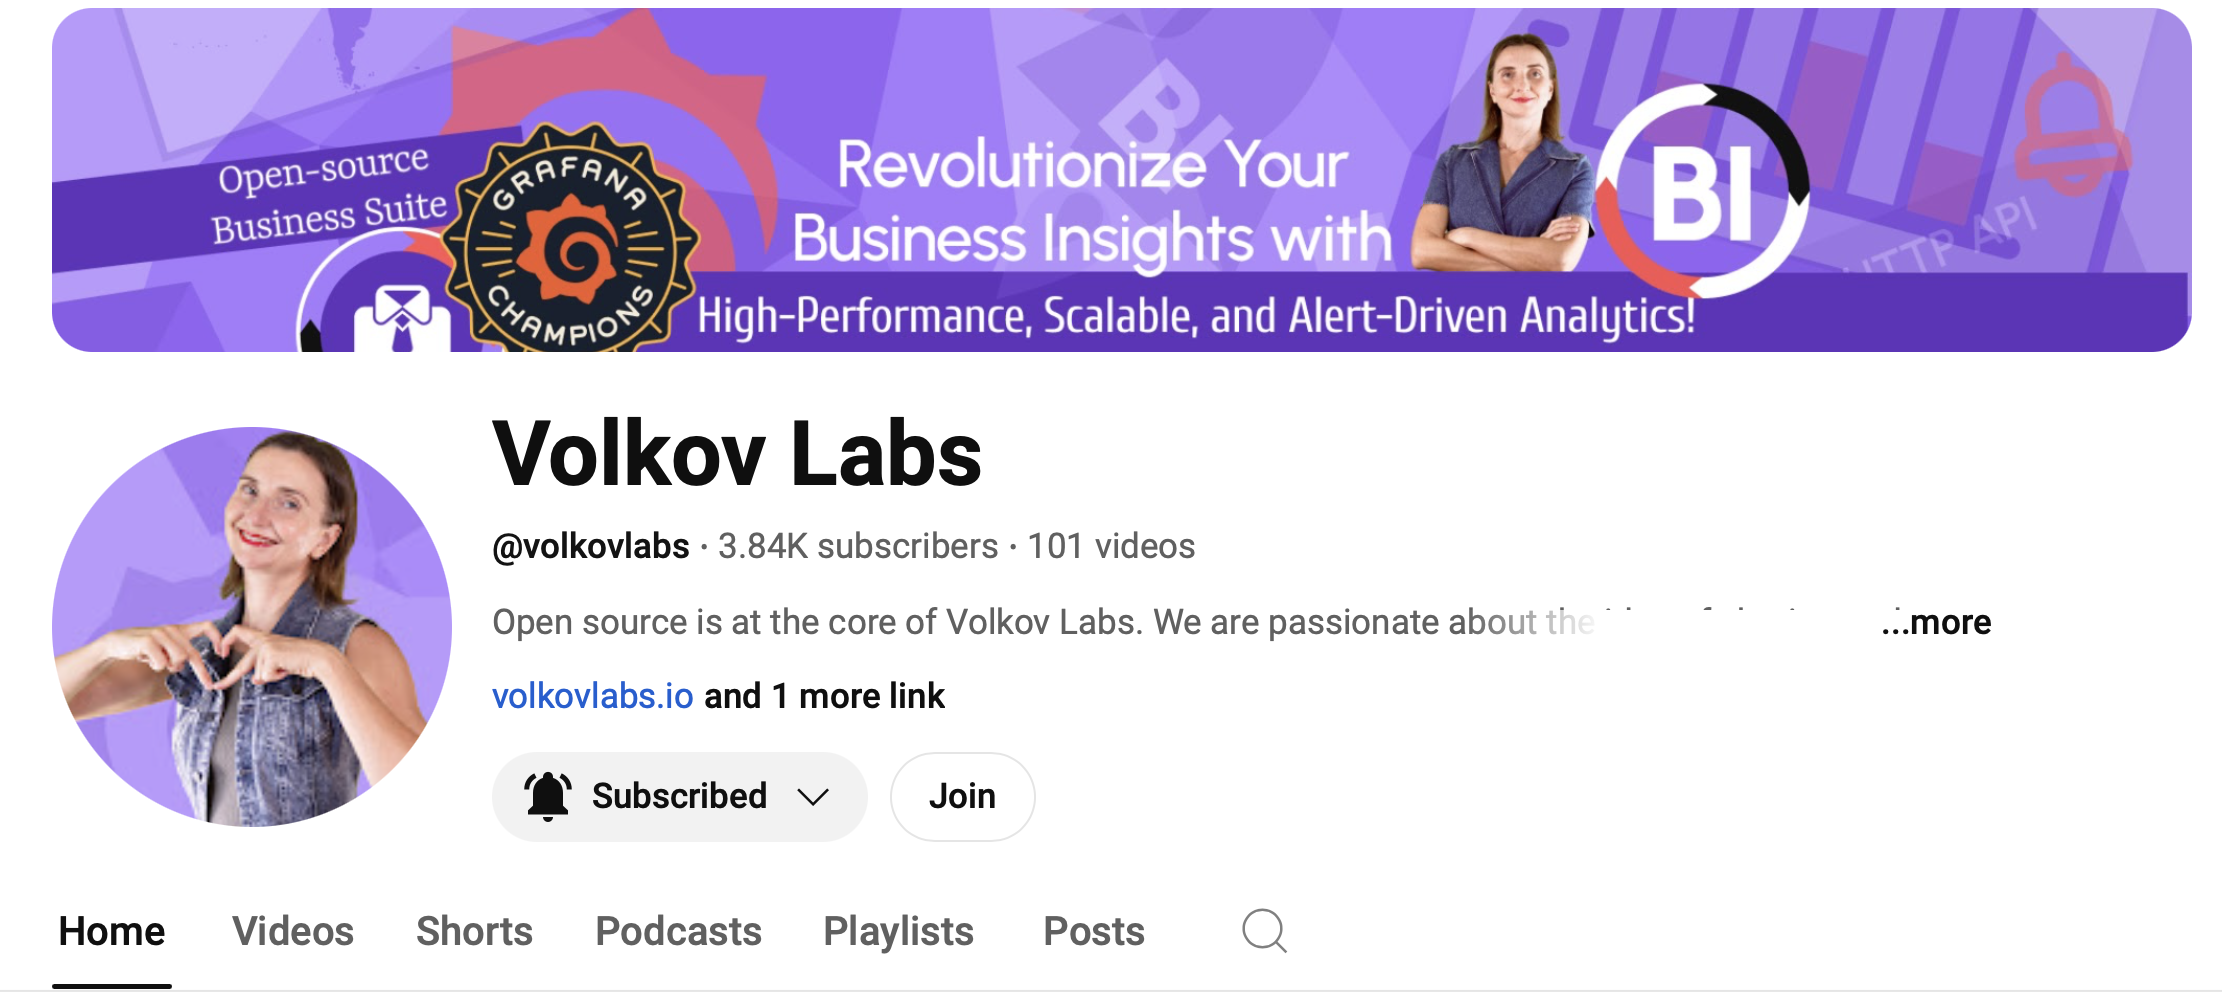 Open-source
Business Suite
GRAFANA
CHAMPIONS
BI
Revolutionize Your
Business Insights with
BI
HTTP API
High-Performance, Scalable, and Alert-Driven Analytics!
Volkov Labs
@volkovlabs · 3.84K subscribers · 101 videos
Open source is at the core of Volkov Labs. We are passionate about the ...more
volkovlabs.io and 1 more link
Subscribed
Join
Home Videos Shorts Podcasts Playlists Posts